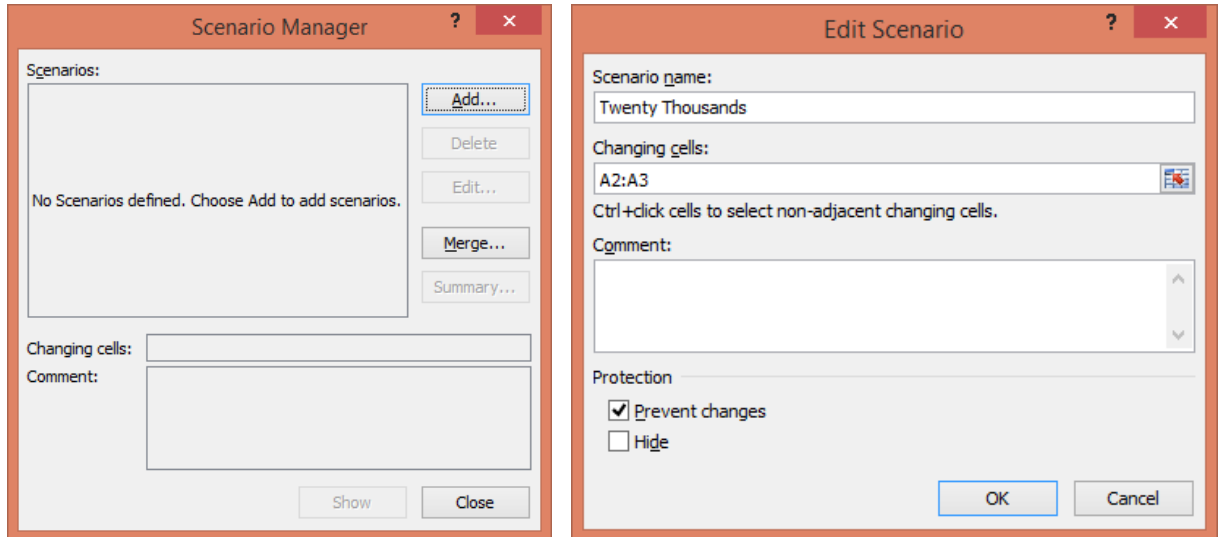 Scenario Manager
?
×
Scenarios:
Add...
Delete
No Scenarios defined. Choose Add to add scenarios.
Edit...
Merge...
Summary...
Changing cells:
Comment:
Show
Close
Edit Scenario
?
×
Scenario name:
Twenty Thousands
Changing cells:
A2:A3
Ctrl+click cells to select non-adjacent changing cells.
Comment:
Protection
Prevent changes
Hide
OK
Cancel